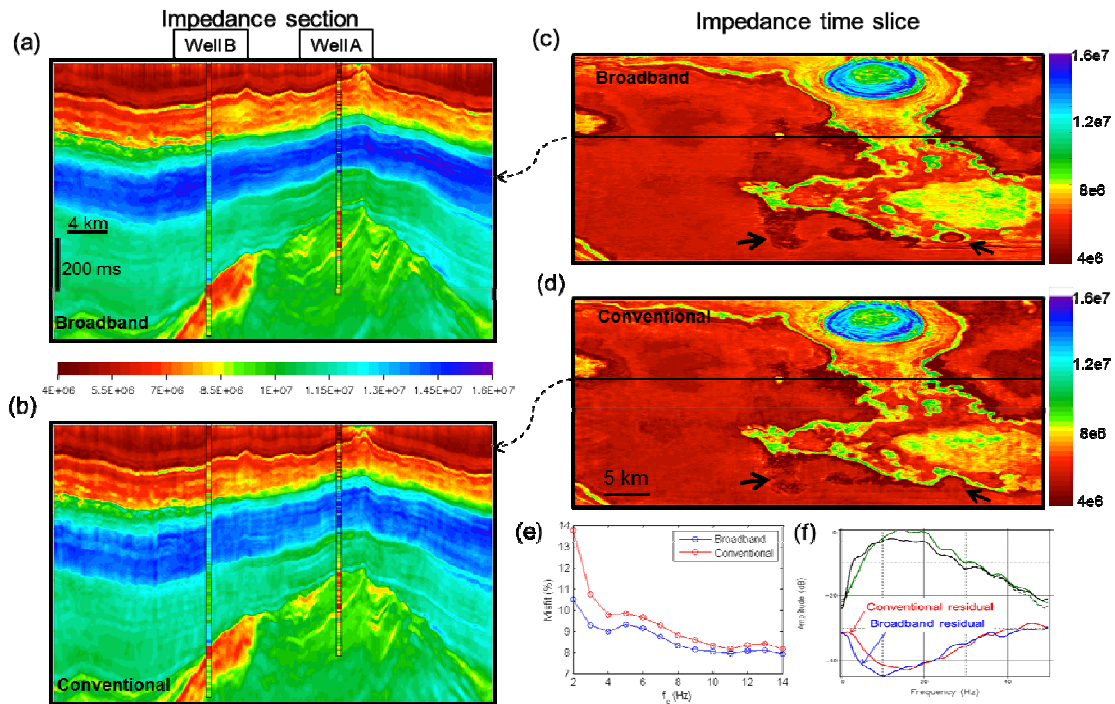 Impedance section
Impedance time slice
(a)
Well B
Well A
(c)
Broadband
1.6e7
1.2e7
8e6
4e6
4 km
200 ms
Broadband
(d)
Conventional
1.6e7
1.2e7
8e6
4e6
5 km
4E+06 5.5E+06 7E+06 8.5E+06 1E+07 1.15E+07 1.3E+07 1.45E+07 1.6E+07
(b)
Conventional
(e)
14
13
12
11
10
9
8
7
Misfit (%)
Broadband
Conventional
2 4 6 8 10 12 14
f_c (Hz)
(f)
Amplitude (dB)
Conventional residual
Broadband residual
Frequency (Hz)